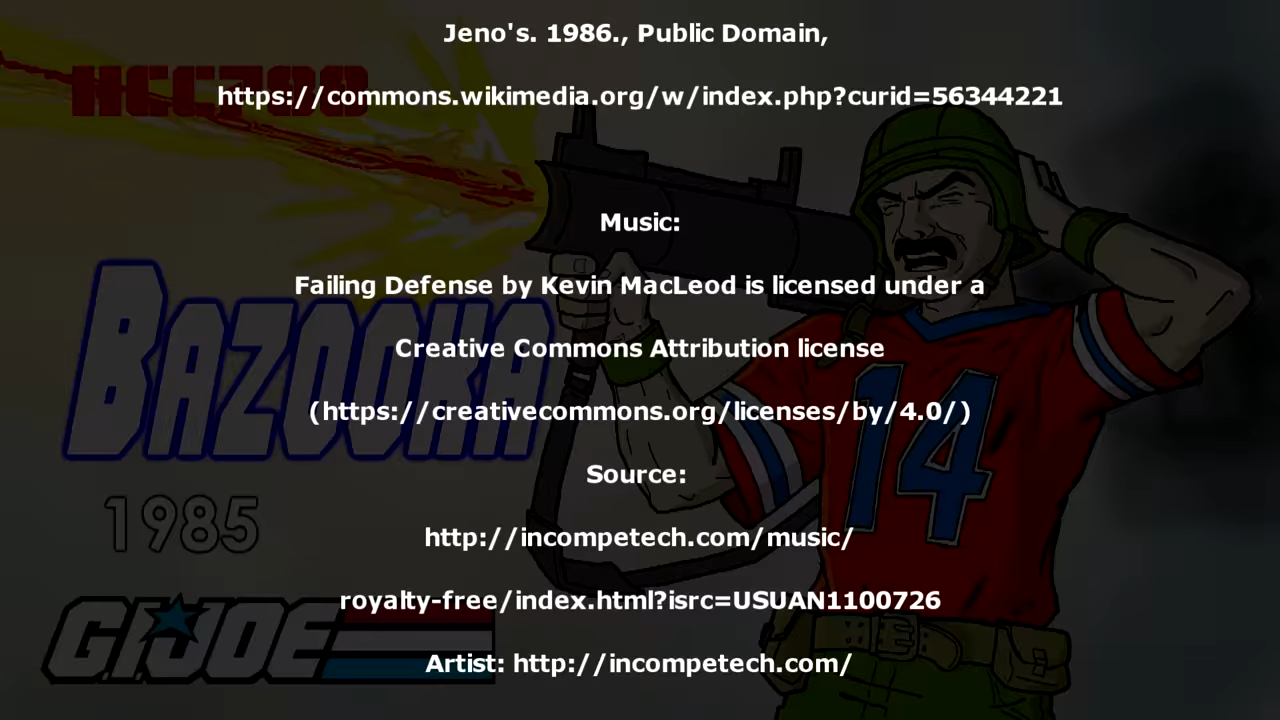 Jeno's. 1986., Public Domain,
HCC788
https://commons.wikimedia.org/w/index.php?curid=56344221
Music:
Failing Defense by Kevin MacLeod is licensed under a
Creative Commons Attribution license
(https://creativecommons.org/licenses/by/4.0/)
BAZOOKA
14
Source:
1985
http://incompetech.com/music/
royalty-free/index.html?isrc=USUAN1100726
G.I. JOE
Artist: http://incompetech.com/